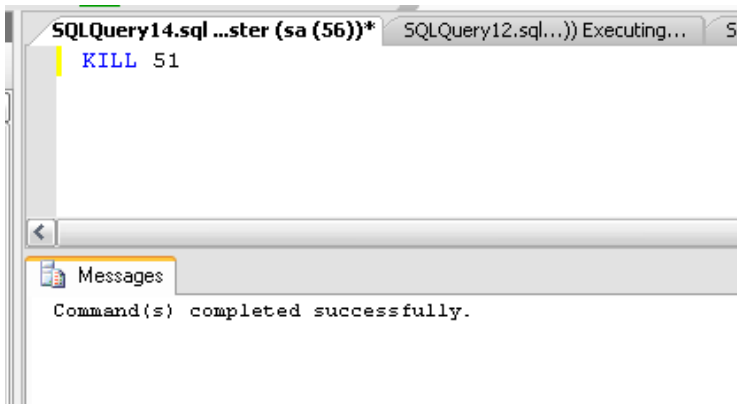 SQLQuery14.sql ...ster (sa (56))* SQLQuery12.sql...)) Executing... S
KILL 51
Messages
Command(s) completed successfully.